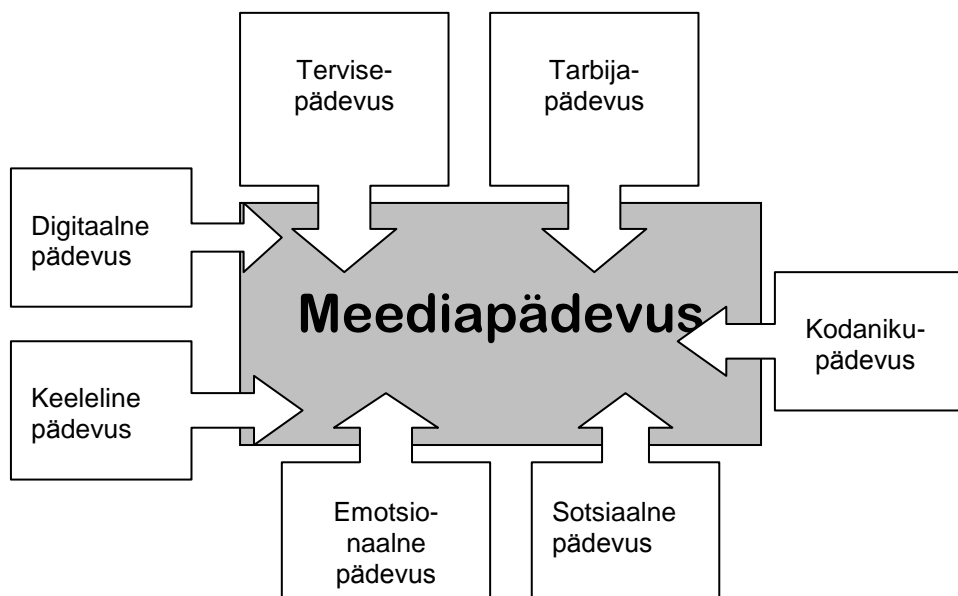 Tervise-
pädevus
Tarbija-
pädevus
Digitaalne
pädevus
Meediapädevus
Kodaniku-
pädevus
Keeleline
pädevus
Emotsio-
naalne
pädevus
Sotsiaalne
pädevus